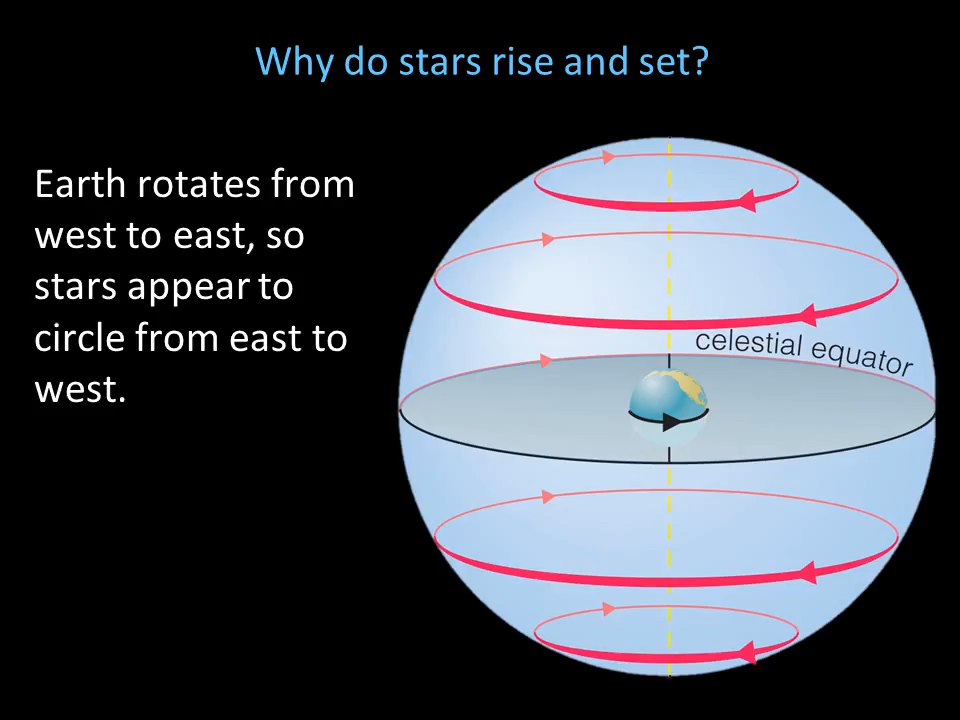 Why do stars rise and set?
Earth rotates from
west to east, so
stars appear to
circle from east to
west.
celestial equator